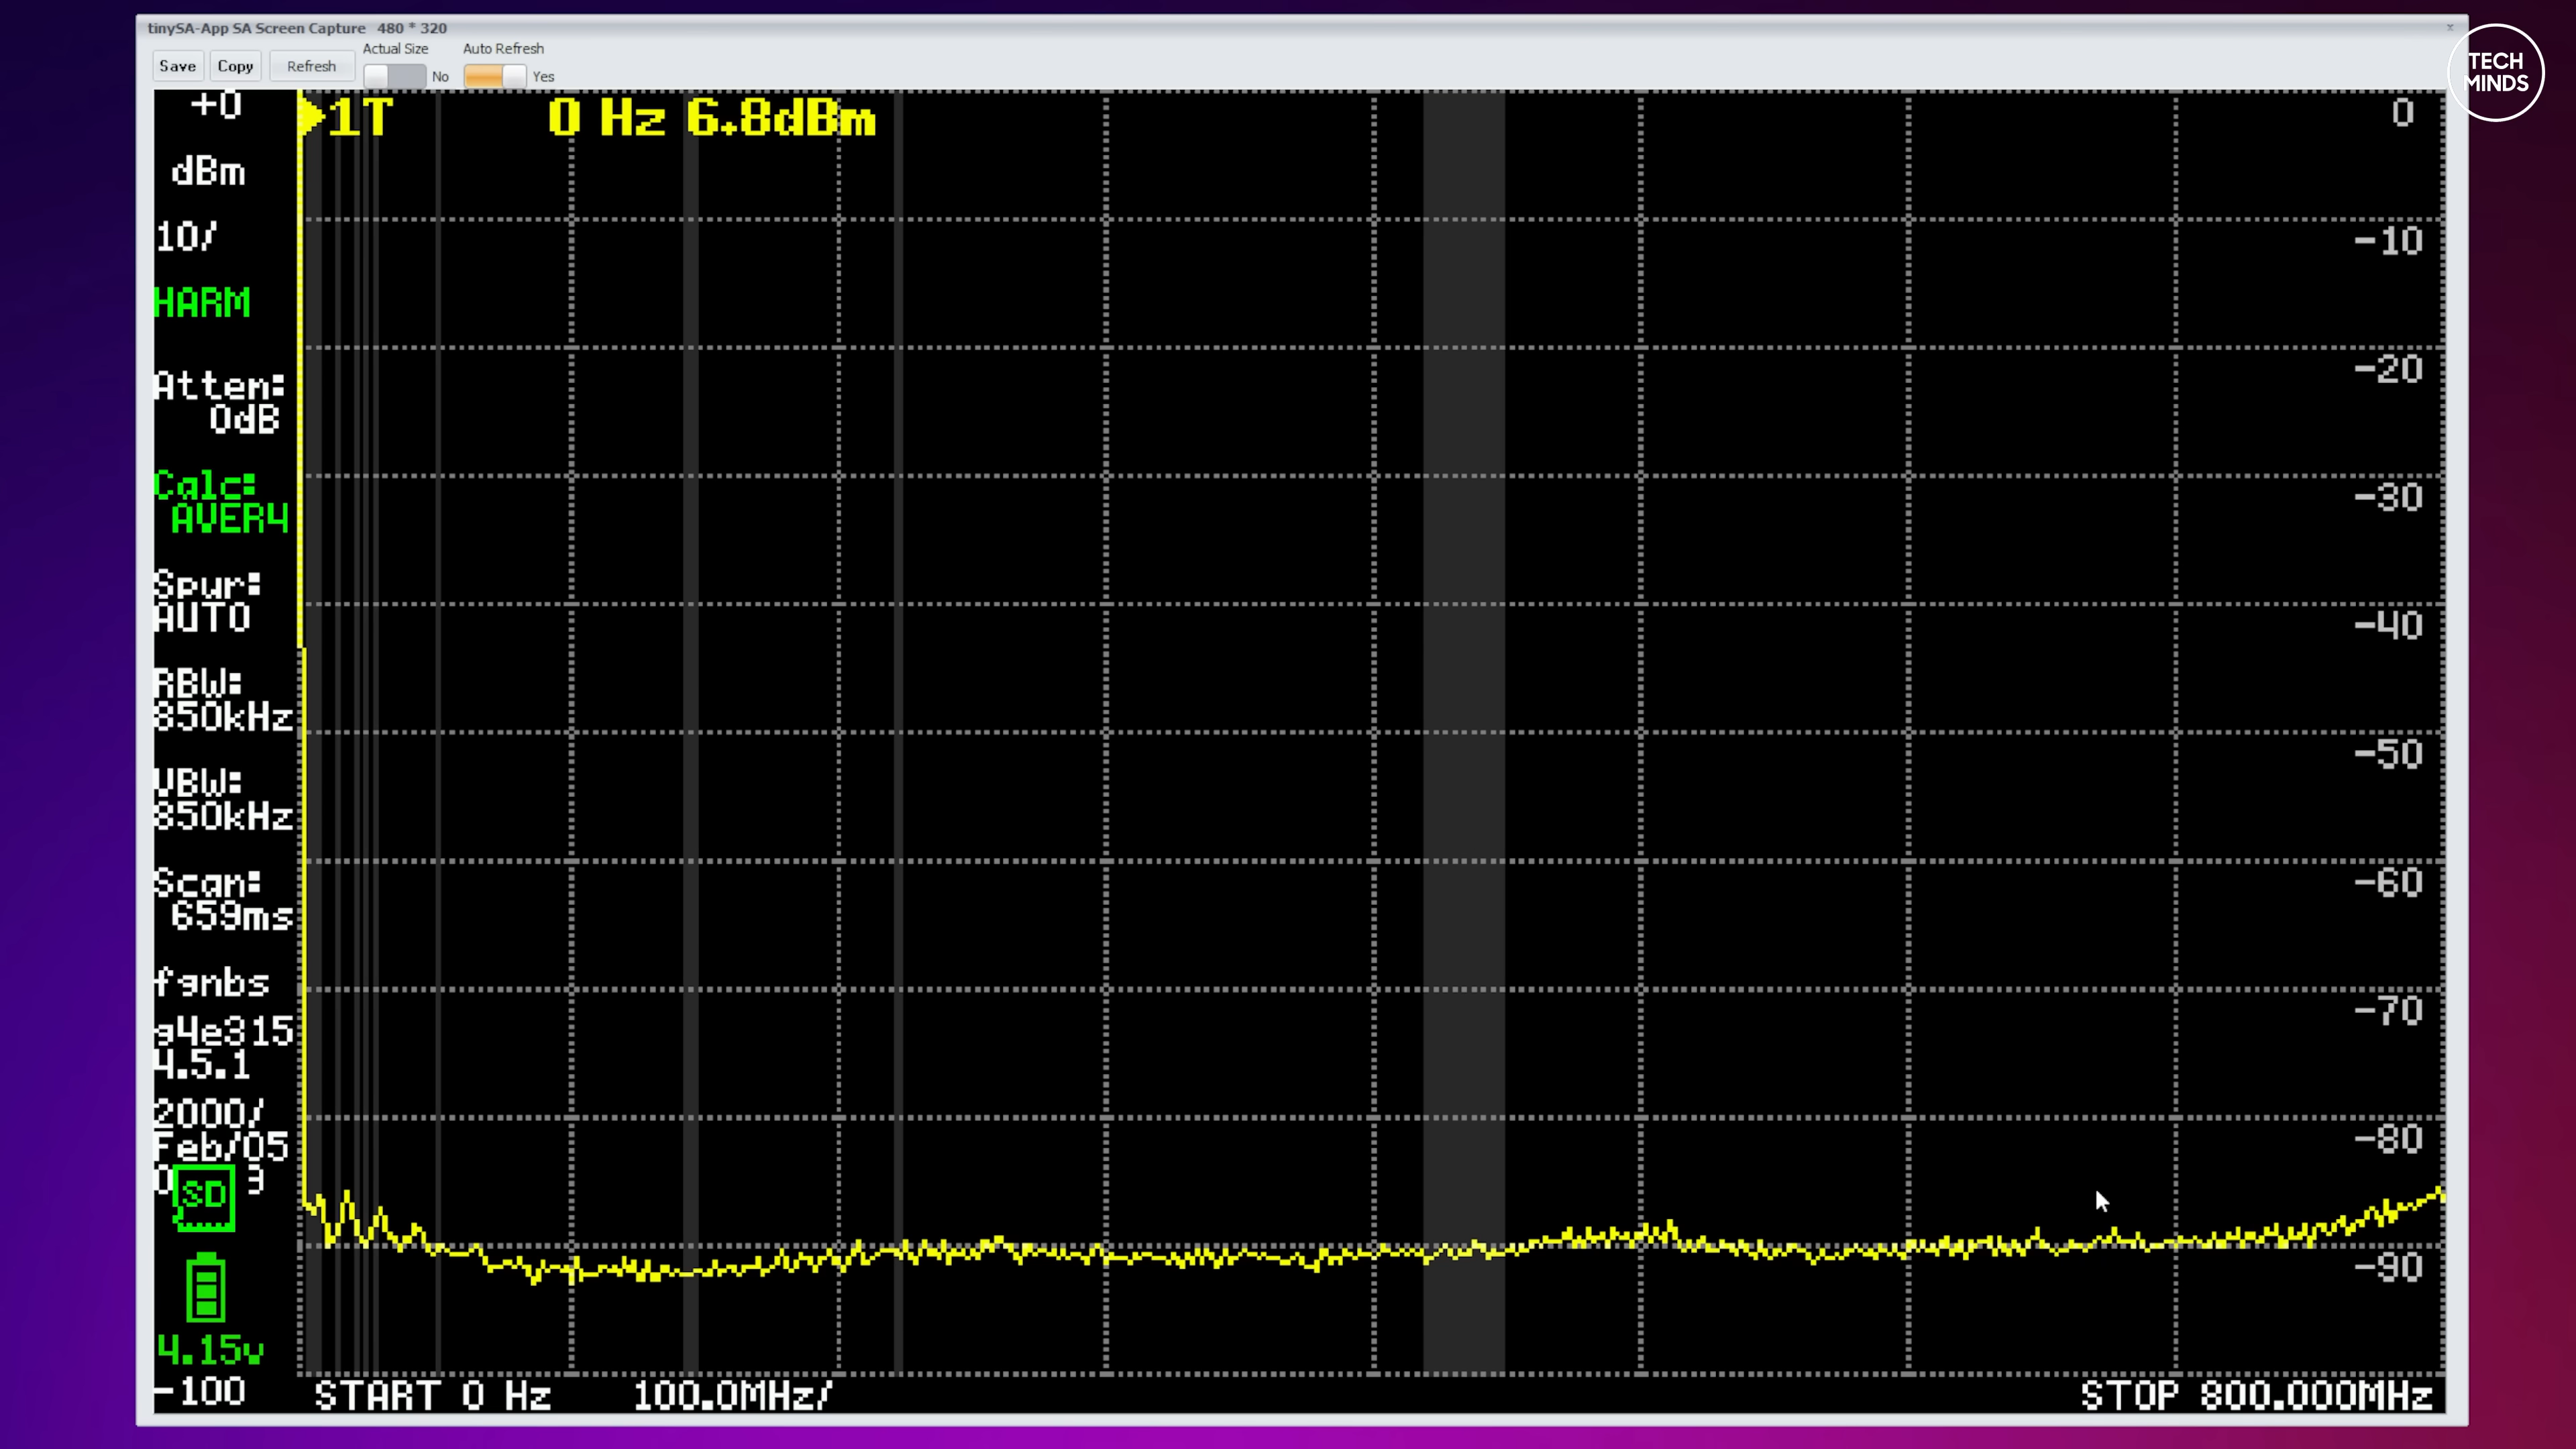 tinySA-App SA Screen Capture 480 * 320
Save Copy Refresh Actual Size No Auto Refresh Yes
TECH
MINDS
+0
1T 0 Hz 6.8dBm
0
dBm
10/
-10
HARM
-20
Atten:
0dB
Calc:
-30
AVER4
Spur:
AUTO
-40
RBW:
850kHz
-50
VBW:
850kHz
Scan:
-60
659ms
fgnbs
-70
a4e315
4.5.1
2000/
Feb/05
-80
SD
-90
4.15v
-100
START 0 Hz 100.0MHz/ STOP 800.000MHz